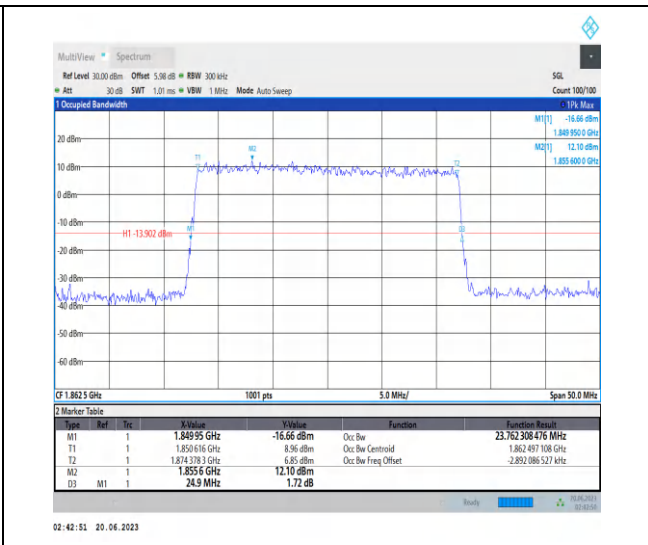 MultiView Spectrum
Ref Level 30.00 dBm Offset 5.98 dB RBW 300 kHz SGL
Att 30 dB SWT 1.01 ms VBW 1 MHz Mode Auto Sweep Count 100/100
1 Occupied Bandwidth 1Pk Max
M1[1] -16.66 dBm
1.849 950 0 GHz
M2[1] 12.10 dBm
1.855 600 0 GHz
20 dBm
M2
T1
T2
10 dBm
0 dBm
-10 dBm
H1 -13.902 dBm
M1
D3
-20 dBm
-30 dBm
-40 dBm
-50 dBm
-60 dBm
CF 1.862 5 GHz 1001 pts 5.0 MHz/ Span 50.0 MHz
2 Marker Table
Type Ref Trc X-Value Y-Value Function Function Result
M1 1 1.849 95 GHz -16.66 dBm Occ Bw 23.762 308 476 MHz
T1 1 1.850 616 GHz 8.96 dBm Occ Bw Centroid 1.862 497 108 GHz
T2 1 1.874 378 3 GHz 6.85 dBm Occ Bw Freq Offset -2.892 086 527 kHz
M2 1 1.855 6 GHz 12.10 dBm
D3 M1 1 24.9 MHz 1.72 dB
Ready 20.06.2023
02:42:50
02:42:51 20.06.2023